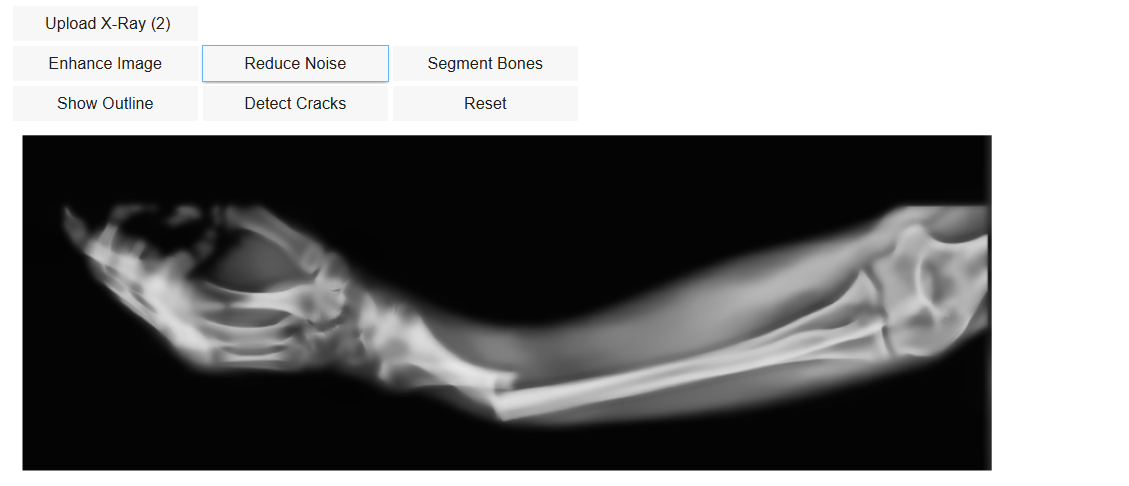 Upload X-Ray (2)
Enhance Image Reduce Noise Segment Bones
Show Outline Detect Cracks Reset